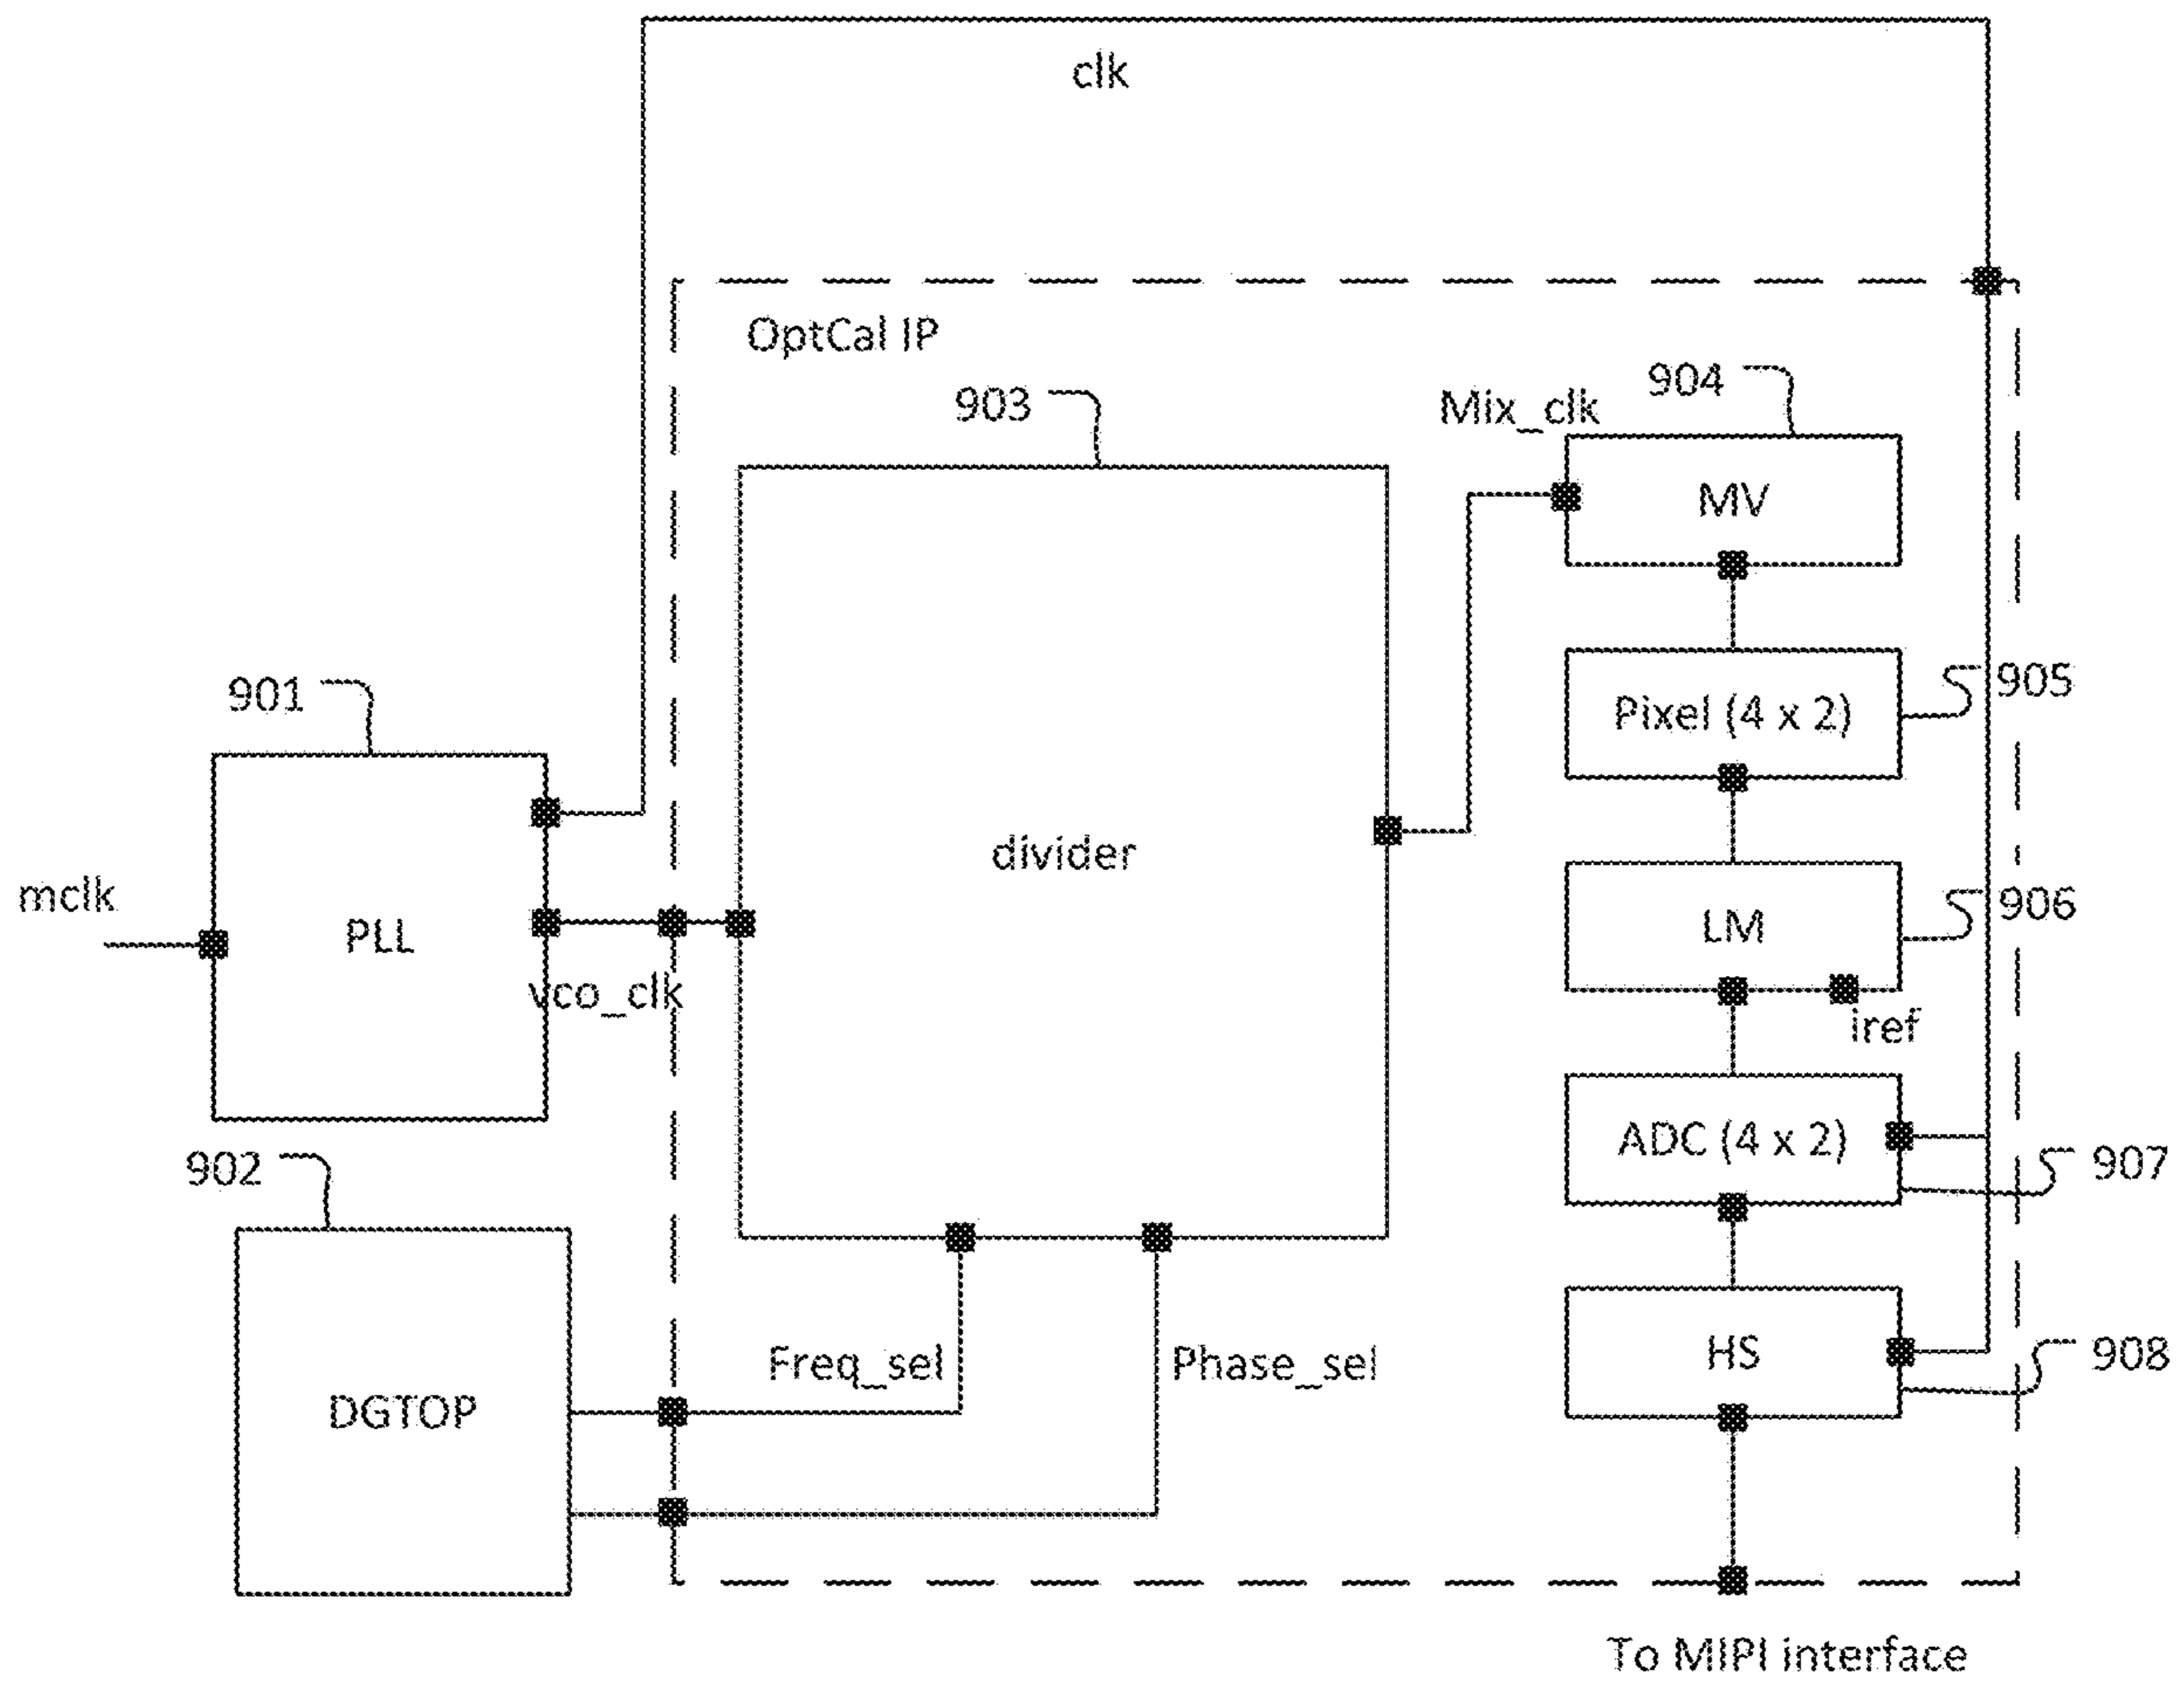 clk
OptCal IP
903
Mix_clk
904
MV
901
Pixel (4 x 2)
905
divider
mclk
PLL
LM
906
vco_clk
iref
902
ADC (4 x 2)
907
Freq_sel
Phase_sel
HS
908
DGTOP
To MIPI interface